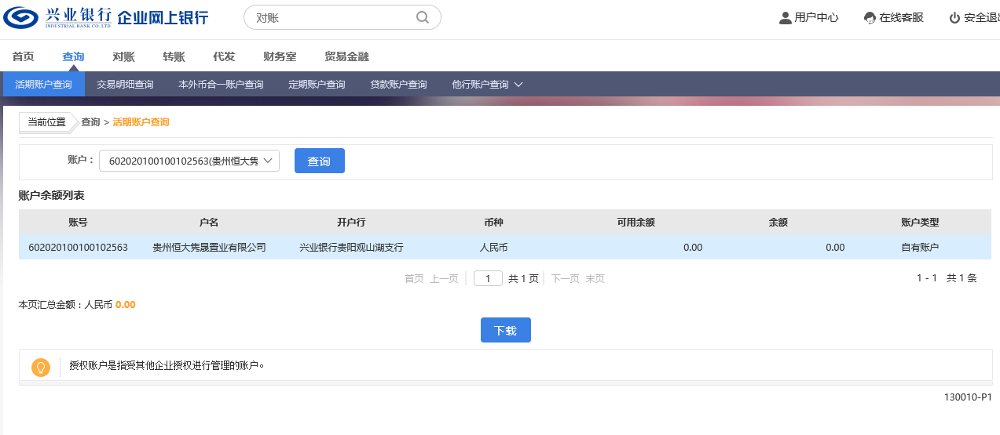 兴业银行 企业网上银行 对账 用户中心 在线客服 安全退出
INDUSTRIAL BANK CO.,LTD.
首页 查询 对账 转账 代发 财务室 贸易金融
活期账户查询 交易明细查询 本外币合一账户查询 定期账户查询 贷款账户查询 他行账户查询
当前位置 查询 > 活期账户查询
账户： 602020100100102563(贵州恒大隽 查询
账户余额列表
账号 户名 开户行 币种 可用余额 余额 账户类型
602020100100102563 贵州恒大隽晟置业有限公司 兴业银行贵阳观山湖支行 人民币 0.00 0.00 自有账户
首页 上一页 1 共 1 页 下一页 末页 1 - 1 共 1 条
本页汇总金额：人民币 0.00
下载
授权账户是指受其他企业授权进行管理的账户。
130010-P1